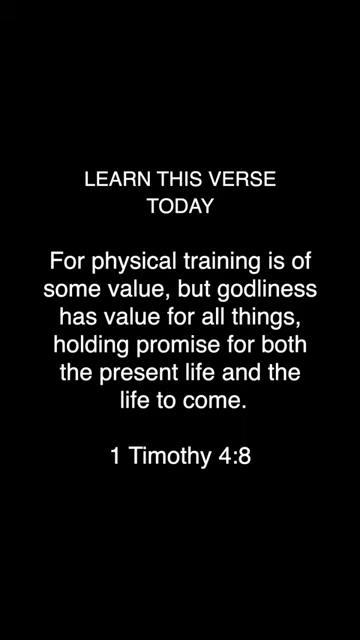 LEARN THIS VERSE
TODAY
For physical training is of
some value, but godliness
has value for all things,
holding promise for both
the present life and the
life to come.
1 Timothy 4:8